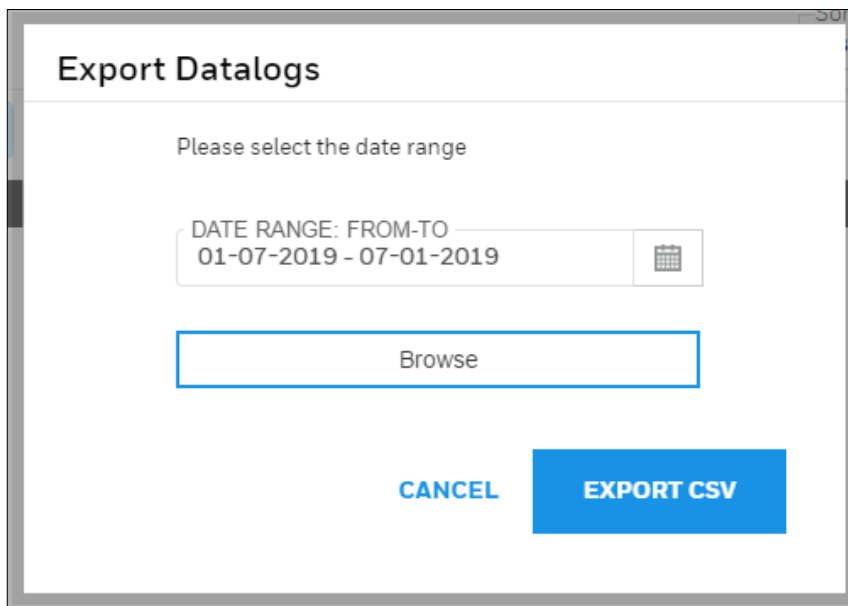 Export Datalogs
Please select the date range
DATE RANGE: FROM-TO
01-07-2019 - 07-01-2019
Browse
CANCEL
EXPORT CSV